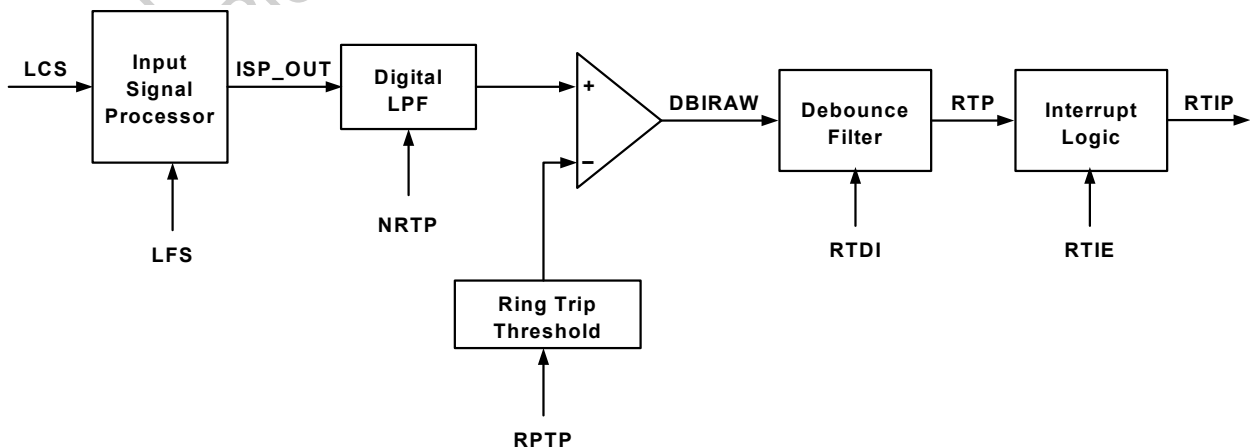 LCS
Input
Signal
Processor
ISP_OUT
Digital
LPF
+
−
DBIRAW
Debounce
Filter
RTP
Interrupt
Logic
RTIP
LFS
NRTP
RTDI
RTIE
Ring Trip
Threshold
RPTP